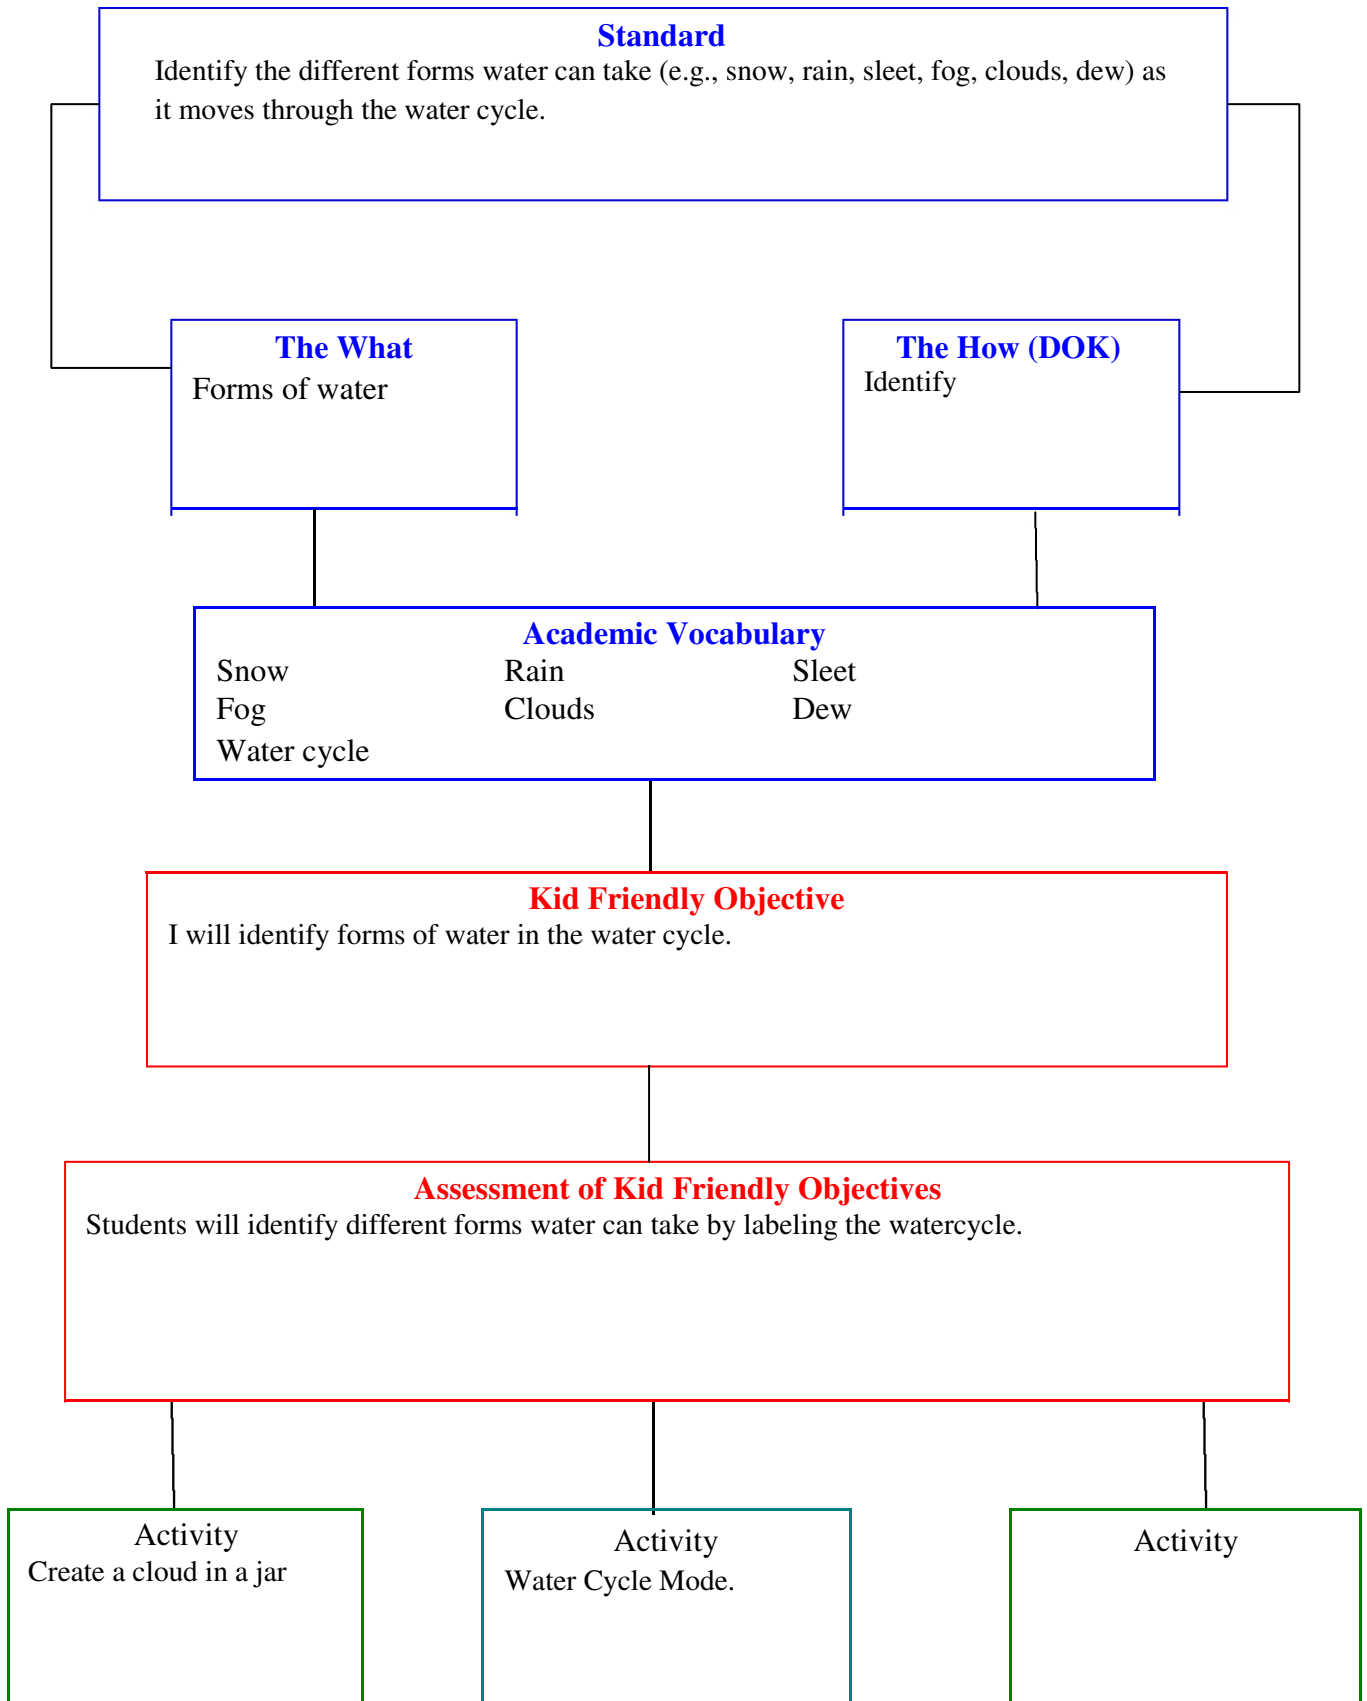 Standard
Identify the different forms water can take (e.g., snow, rain, sleet, fog, clouds, dew) as
it moves through the water cycle.
The What
Forms of water
The How (DOK)
Identify
Academic Vocabulary
Snow Rain Sleet
Fog Clouds Dew
Water cycle
Kid Friendly Objective
I will identify forms of water in the water cycle.
Assessment of Kid Friendly Objectives
Students will identify different forms water can take by labeling the watercycle.
Activity
Create a cloud in a jar
Activity
Water Cycle Mode.
Activity